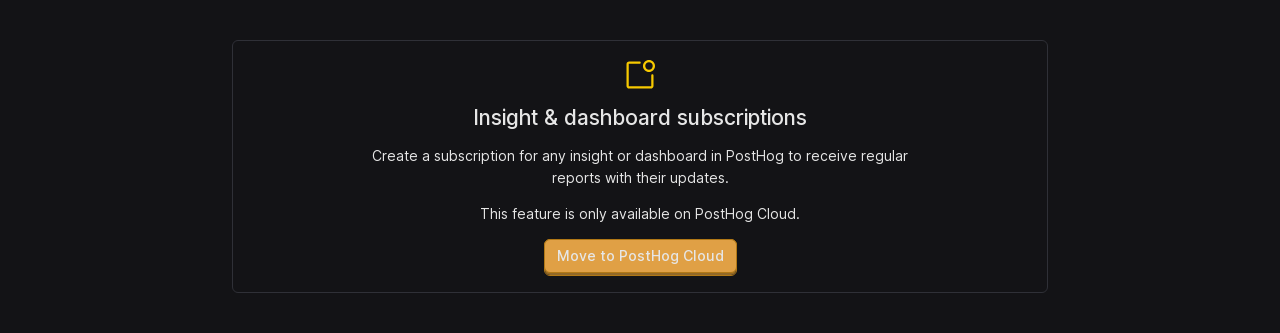 Insight & dashboard subscriptions
Create a subscription for any insight or dashboard in PostHog to receive regular
reports with their updates.
This feature is only available on PostHog Cloud.
Move to PostHog Cloud